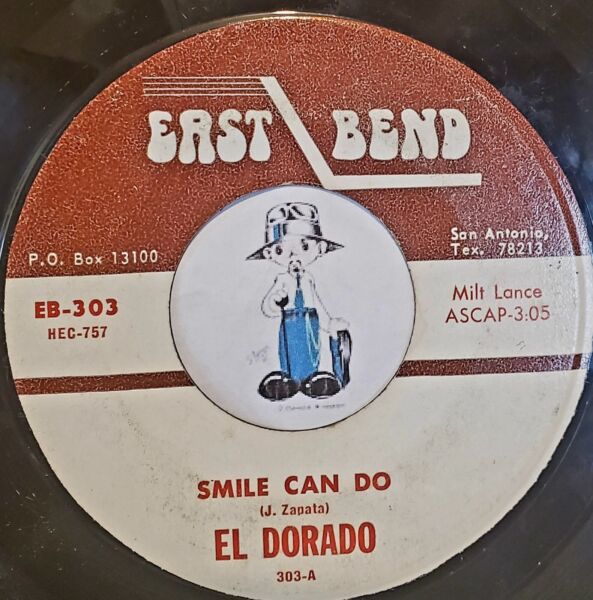 EAST BEND
P.O. Box 13100
San Antonio,
Tex. 78213
EB-303
HEC-757
Milt Lance
ASCAP-3:05
SMILE CAN DO
(J. Zapata)
EL DORADO
303-A